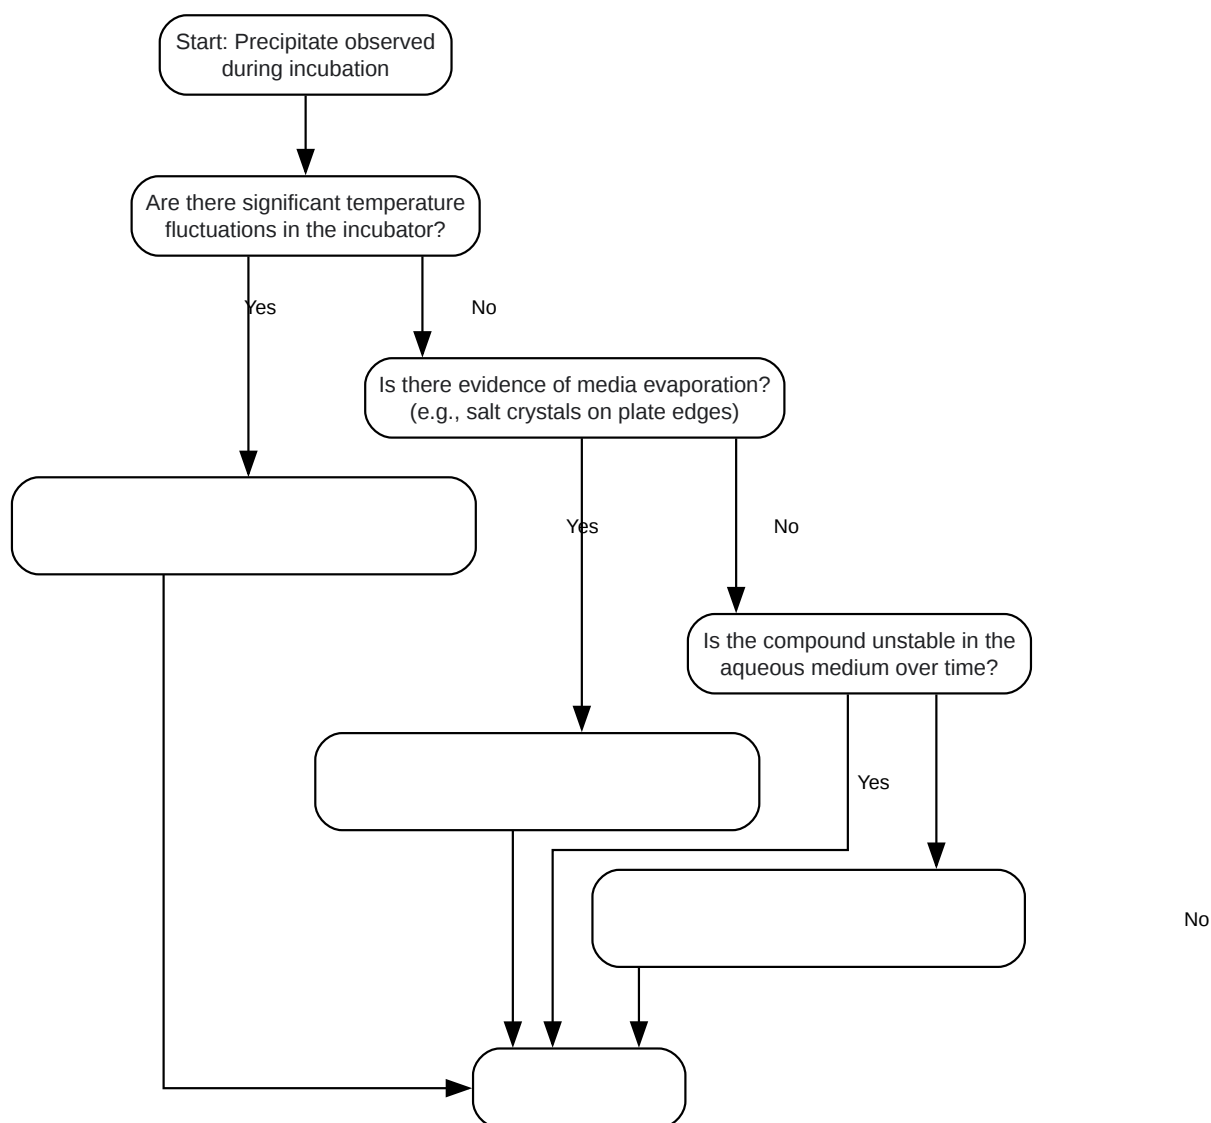 Start: Precipitate observed
during incubation
Are there significant temperature
fluctuations in the incubator?
Yes
No
Is there evidence of media evaporation?
(e.g., salt crystals on plate edges)
Yes
No
Is the compound unstable in the
aqueous medium over time?
Yes
No